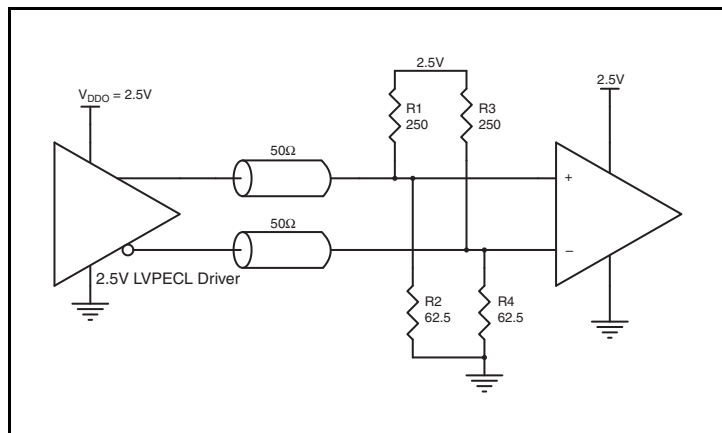 2.5V
2.5V
V_DDO = 2.5V
R1
250
R3
250
50Ω
+
50Ω
–
2.5V LVPECL Driver
R2
62.5
R4
62.5